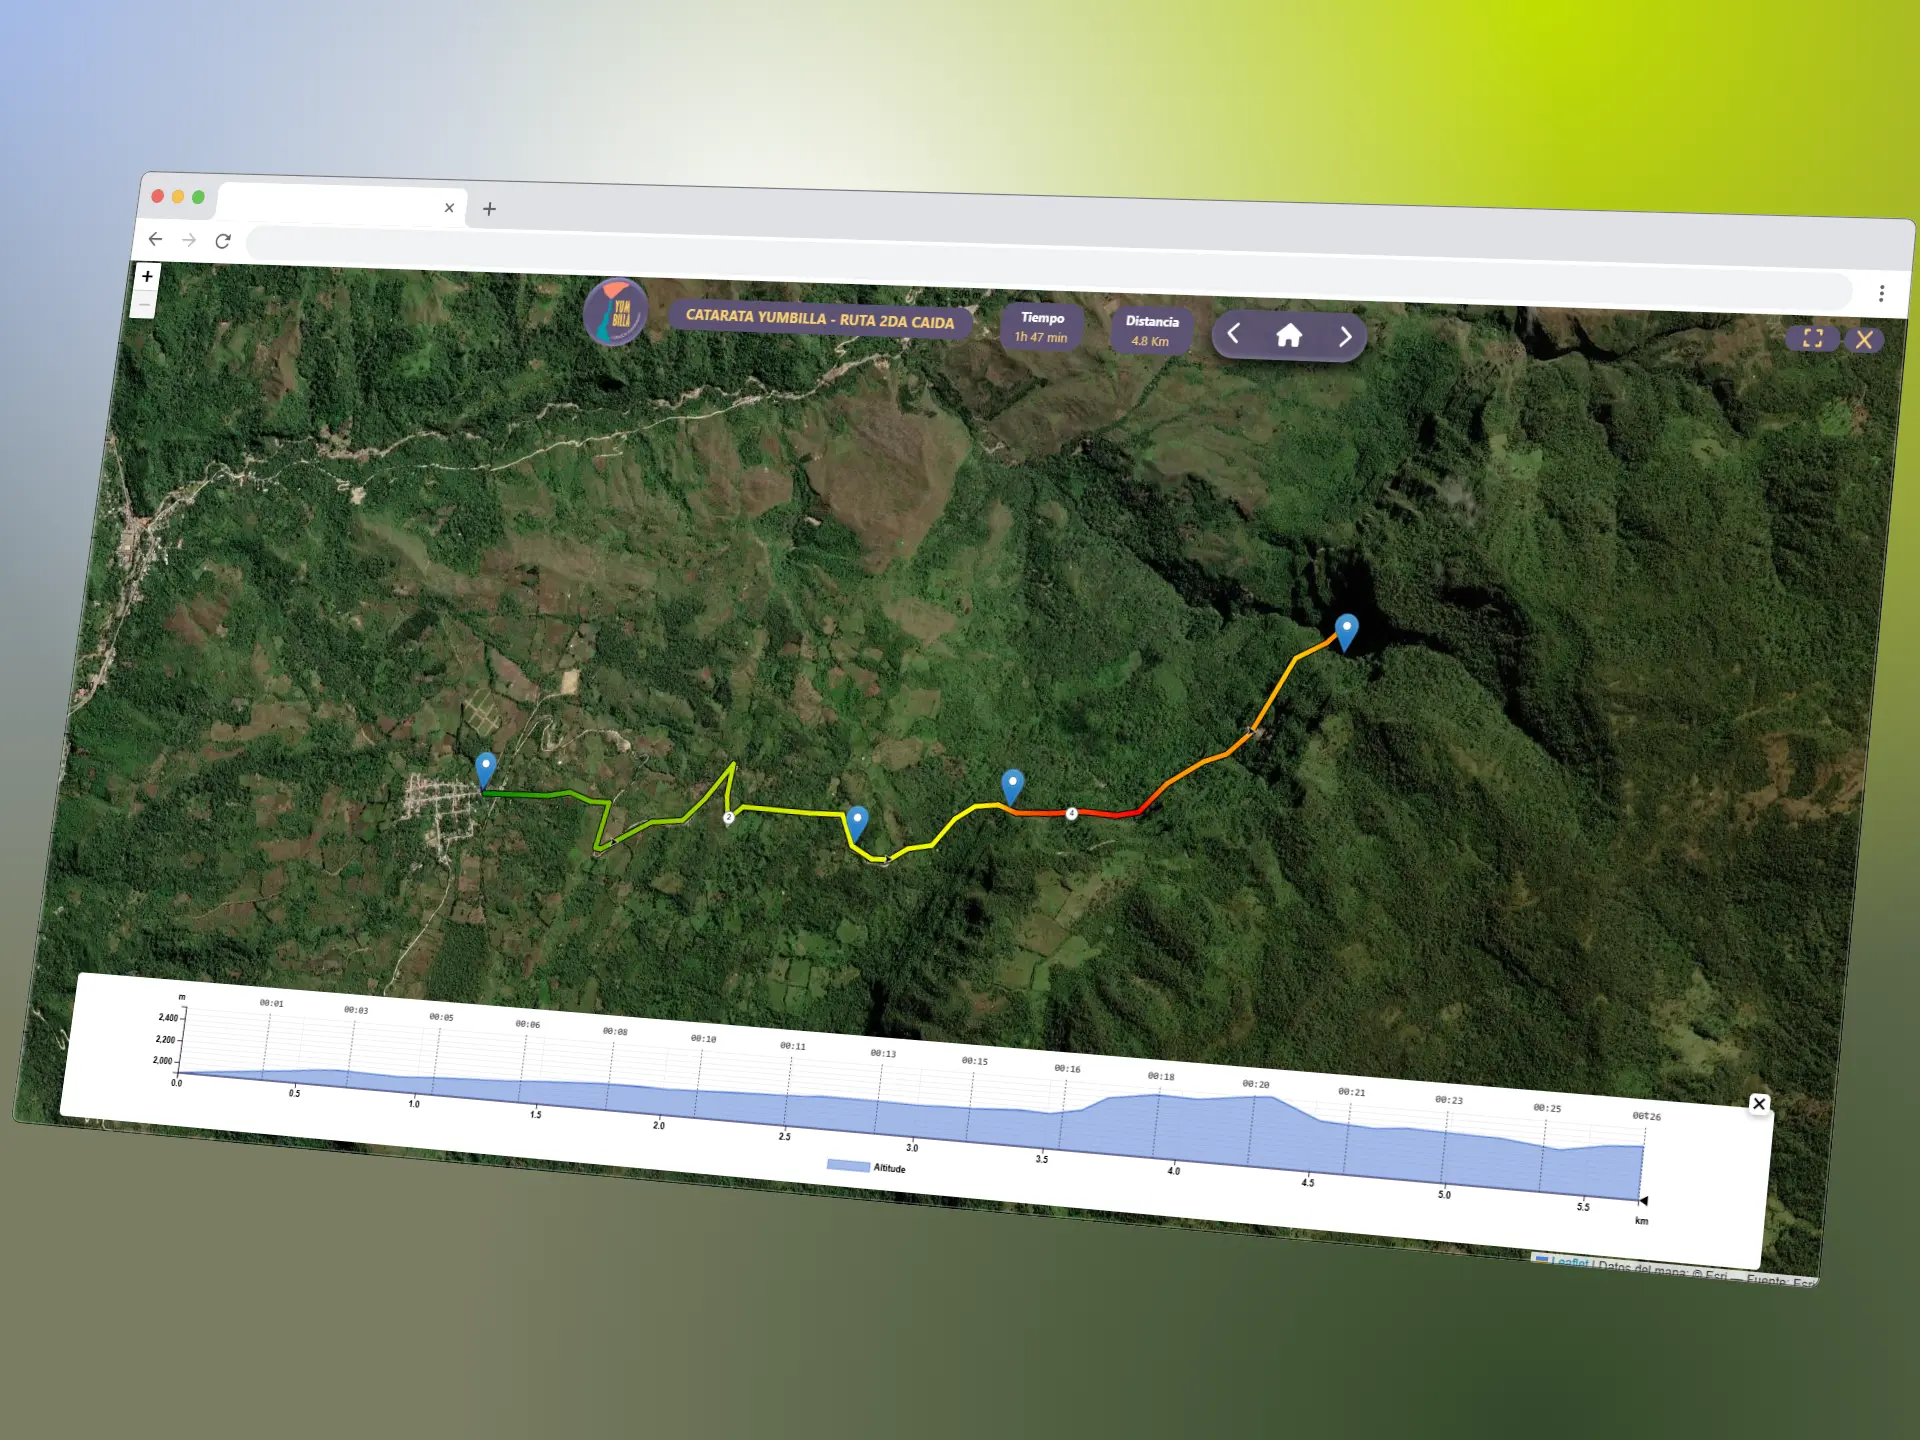 YUM
BILLA
CATARATA YUMBILLA - RUTA 2DA CAIDA
Tiempo
1h 47 min
Distancia
4.8 Km
+
−
2
4
m
00:01 00:03 00:05 00:06 00:08 00:10 00:11 00:13 00:15 00:16 00:18 00:20 00:21 00:23 00:25 00:26
2,400
2,200
2,000
0.0 0.5 1.0 1.5 2.0 2.5 3.0 3.5 4.0 4.5 5.0 5.5
km
Altitude
Leaflet | Datos del mapa: © Esri — Fuente: Esri